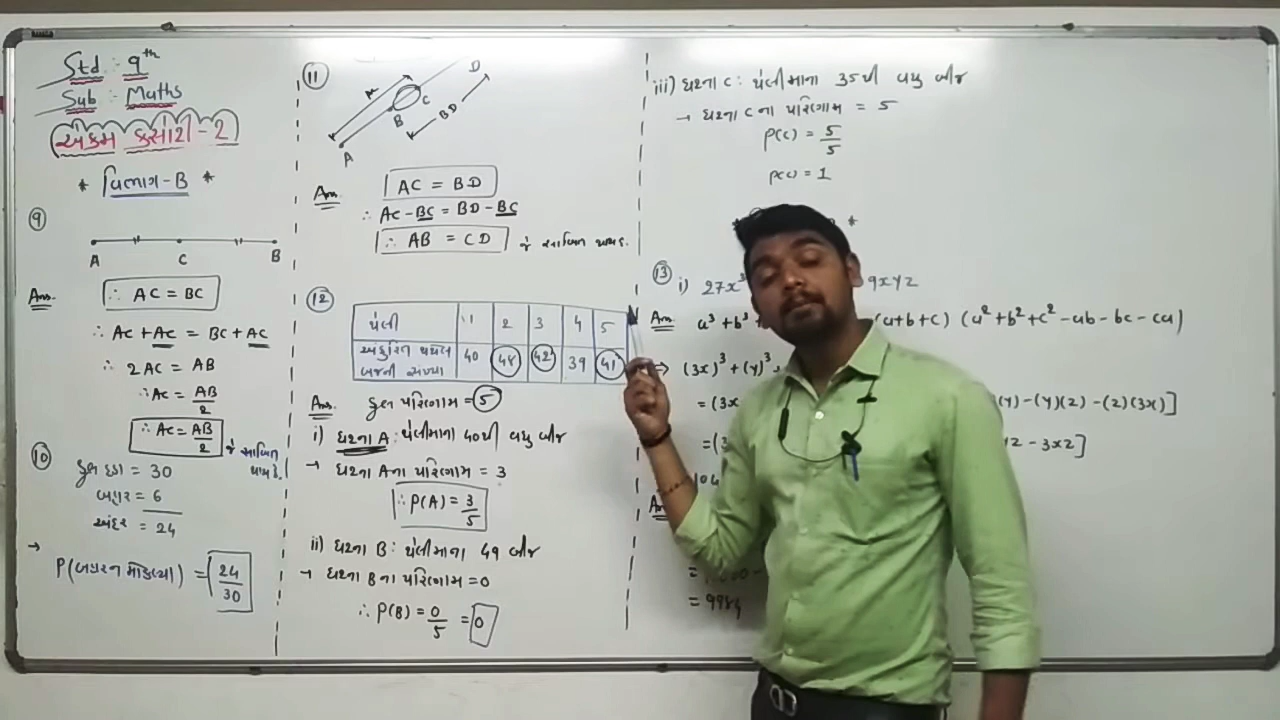 Std : 9th
Sub : Maths
એકમ કસોટી - 2
* વિભાગ-B *
9
A C B
Ans.
∴ AC = BC
∴ AC + AC = BC + AC
∴ 2AC = AB
∴ AC = AB/2
∴ AC = AB/2 જે સાબિત થાય છે.
10
કુલ દડા = 30
બહાર = 6
અંદર = 24
→
= 24/30
11
A B C D
BD
Ans.
AC = BD
∴ AC - BC = BD - BC
∴ AB = CD જે સાબિત થાય છે.
12
થેલી 1 2 3 4 5
અંકુરિત થયેલ બીજની સંખ્યા 40 48 42 39 41
Ans. કુલ પરિણામ = 5
i) ઘટના A : થેલીમાના 40થી વધુ બીજ
→ ઘટના Aના પરિણામ = 3
∴ P(A) = 3/5
ii) ઘટના B : થેલીમાના 49 બીજ
→ ઘટના Bના પરિણામ = 0
∴ P(B) = 0/5 = 0
iii) ઘટના C : થેલીમાના 35થી વધુ બીજ
→ ઘટના Cના પરિણામ = 5
P(C) = 5/5
P(C) = 1
*
13 i) 27x³ 9xyz
Ans. a³ + b³ + (a+b+c) (a² + b² + c² - ab - bc - ca)
⇒ (3x)³ + (y)³
= (3x (y) - (y)(z) - (z)(3x)]
= (3 yz - 3xz]
104
= 9984